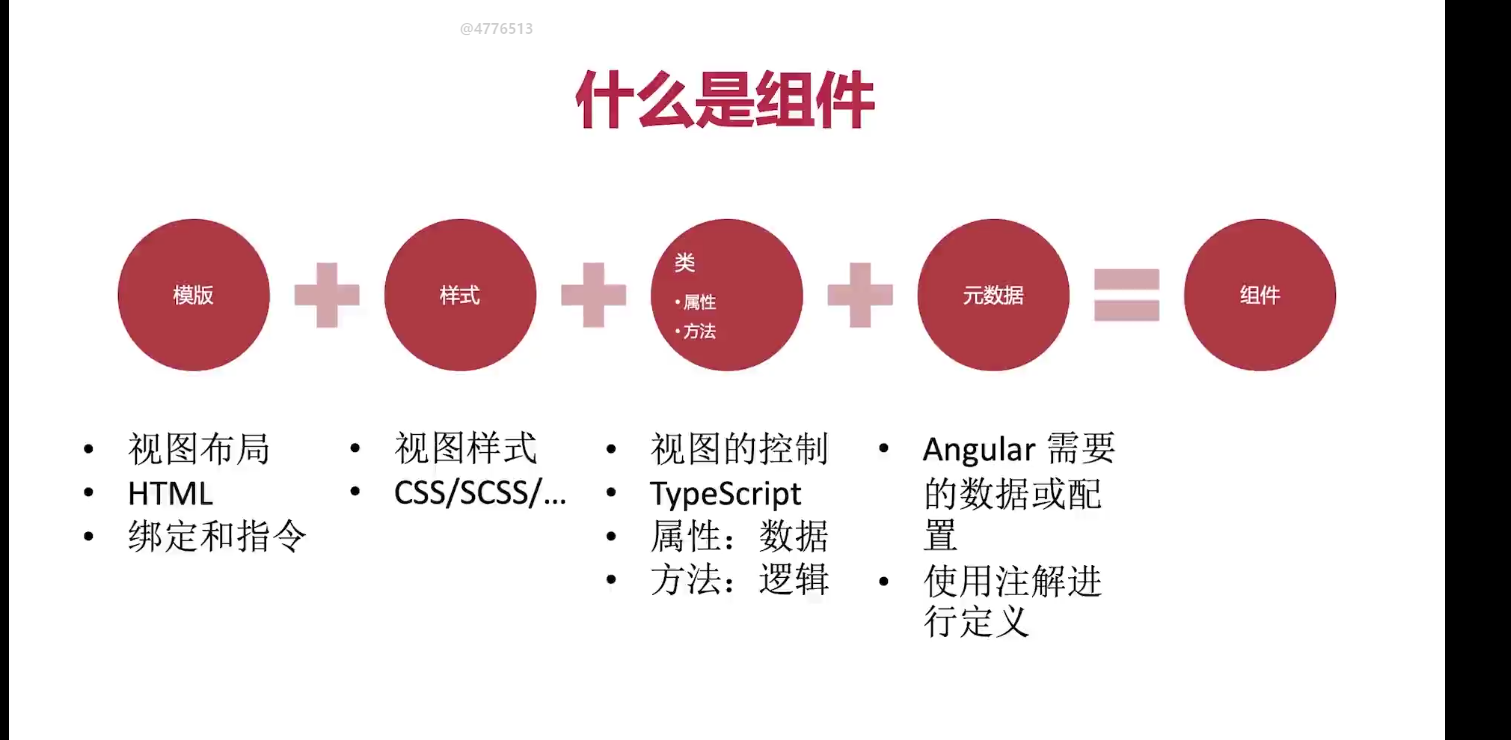 @4776513
什么是组件
模版
样式
类
•属性
•方法
元数据
组件
• 视图布局
• HTML
• 绑定和指令
• 视图样式
• CSS/SCSS/...
• 视图的控制
• TypeScript
• 属性：数据
• 方法：逻辑
• Angular 需要
的数据或配
置
• 使用注解进
行定义